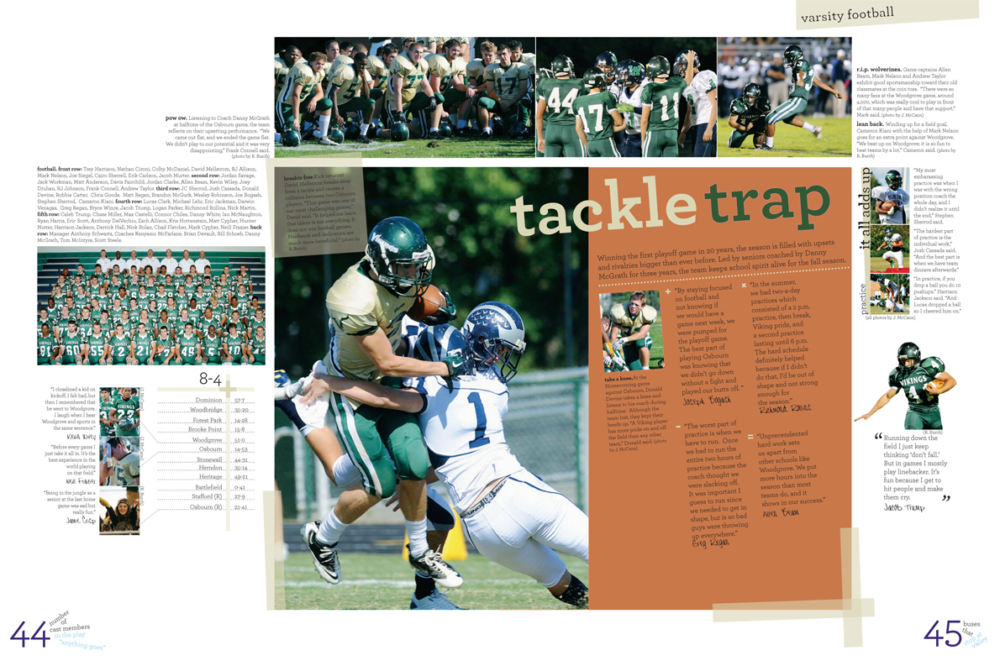 varsity football
pow ow. Listening to Coach Danny McGrath
at halftime of the Osbourn game, the team
reflects on their upsetting performance. "We
came out flat, and we ended the game flat.
We didn't play to our potential and it was very
disappointing," Frank Connell said.
(photo by R. Burch)
r.i.p. wolverines. Game captains Allen
Beam, Mark Nelson and Andrew Taylor
exhibit good sportsmanship toward their old
classmates at the coin toss. "There were so
many fans at the Woodgrove game, around
4,000, which was really cool to play in front
of that many people and have that support,"
Mark said. (photo by J. McCann)
lean back. Winding up for a field goal,
Cameron Kiani with the help of Mark Nelson
goes for an extra point against Woodgrove.
"We beat up on Woodgrove; it is so fun to
beat teams by a lot," Cameron said. (photo by
R. Burch)
football. front row: Trey Harrison, Nathan Cironi, Colby McDaniel, David Mellstrom, RJ Allison,
Mark Nelson, Joe Siegel, Cairo Sherrell, Erik Carlson, Jacob Murter. second row: Jordan Savage,
Jack Workman, Matt Anderson, Davis Fairchild, Jordan Clarke, Allen Beam, Kevin Wiley, Joey
Druhan, RJ Johnson, Frank Connell, Andrew Taylor. third row: JC Sherrod, Josh Cassada, Donald
Devine, Robbie Carter, Chris Goode, Matt Regan, Brandon McGurk, Wesley Robinson, Joe Bogash,
Stephen Sherrod, Cameron Kiani. fourth row: Lucas Clark, Michael Lehr, Eric Jackman, Darwin
Venagas, Greg Regan, Bryce Wince, Jacob Trump, Logan Parker, Richmond Rollins, Nick Martin.
fifth row: Caleb Trump, Chase Miller, Max Castelli, Connor Chiles, Danny White, Ian McNaughton,
Ryan Harris, Eric Scott, Anthony DelVechio, Zach Allison, Kris Hottenstein, Matt Cypher, Hunter
Nutter, Harrison Jackson, Derrick Hall, Nick Bolan, Chad Fletcher, Mark Cypher, Neill Frazier. back
row: Manager Anthony Schwartz, Coaches Kenyamo McFarlane, Brian Devault, Bill Schoeb, Danny
McGrath, Tom McIntyre, Scott Steele.
breakin free. Kick returner
David Mellstrom breaks away
from a tackle and causes a
collision between two Osbourn
players. "This game was one of
our most challenging games,"
David said. "It helped me learn
that talent is not everything. It
does not win football games.
Hardwork and dedication are
much more beneficial." (photo by
R. Burch)
tackle trap
Winning the first playoff game in 20 years, the season is filled with upsets
and rivalries bigger than ever before. Led by seniors coached by Danny
McGrath for three years, the team keeps school spirit alive for the fall season.
take a knee. At the
Homecoming game
against Osbourn, Donald
Devine takes a knee and
listens to his coach during
halftime. Although the
team lost, they kept their
heads up. "A Viking player
has more pride on and off
the field than any other
team," Donald said. (photo
by J. McCann)
+ "By staying focused
on football and
not knowing if
we would have a
game next week, we
were pumped for
the playoff game.
The best part of
playing Osbourn
was knowing that
we didn't go down
without a fight and
played our butts off."
Joseph Bogash
- "The worst part of
practice is when we
have to run. Once
we had to run the
entire two hours of
practice because the
coach thought we
were slacking off.
It was important I
guess to run since
we needed to get in
shape, but is so bad
guys were throwing
up everywhere."
Greg Regan
× "In the summer,
we had two-a-day
practices which
consisted of a 2 p.m.
practice, then break,
Viking pride, and
a second practice
lasting until 6 p.m.
The hard schedule
definitely helped
because if I didn't
do that, I'd be out of
shape and not strong
enough for
the season."
Richmond Rollins
= "Unprecendented
hard work sets
us apart from
other schools like
Woodgrove. We put
more hours into the
season than most
teams do, and it
shows in our success."
Allen Beam
practice
it all adds up
"My most
embarassing
practice was when I
was with the wrong
position coach
the whole day, and I
didn't realize it until
the end," Stephen
Sherrod said.
"The hardest part
of practice is the
individual work,"
Josh Cassada said.
"And the best part is
when we have team
dinners afterwards."
"In practice, if you
drop a ball you do 10
pushups," Harrison
Jackson said. "And
Lucas dropped a ball
so I cheered him on."
(all photos by J. McCann)
(R. Burch)
"Running down the
field I just keep
thinking 'don't fall.'
But in games I mostly
play linebacker. It's
fun because I get to
hit people and make
them cry."
Jacob Trump
"I closelined a kid on
kickoff. I felt bad, but
then I remembered that
he went to Woodgrove.
I laugh when I hear
Woodgrove and sports in
the same sentence."
Kevin Wiley
(J. McCann)
"Before every game I
just take it all in. It's the
best experience in the
world playing
on that field."
Neill Frazier
(J. McCann)
"Being in the jungle as a
senior at the last home
game was sad but
really fun."
Jamie Crisp
(R. Burch)
8-4
Dominion 57-7
Woodbridge 35-20
Forest Park 14-28
Brooke Point 15-8
Woodgrove 51-0
Osbourn 14-53
Stonewall 44-31
Herndon 35-14
Heritage 49-21
Battlefield 0-41
Stafford (R) 27-9
Osbourn (R) 21-41
44
number
of
cast members
in the play
"anything goes"
45
buses
that
stop at
valley